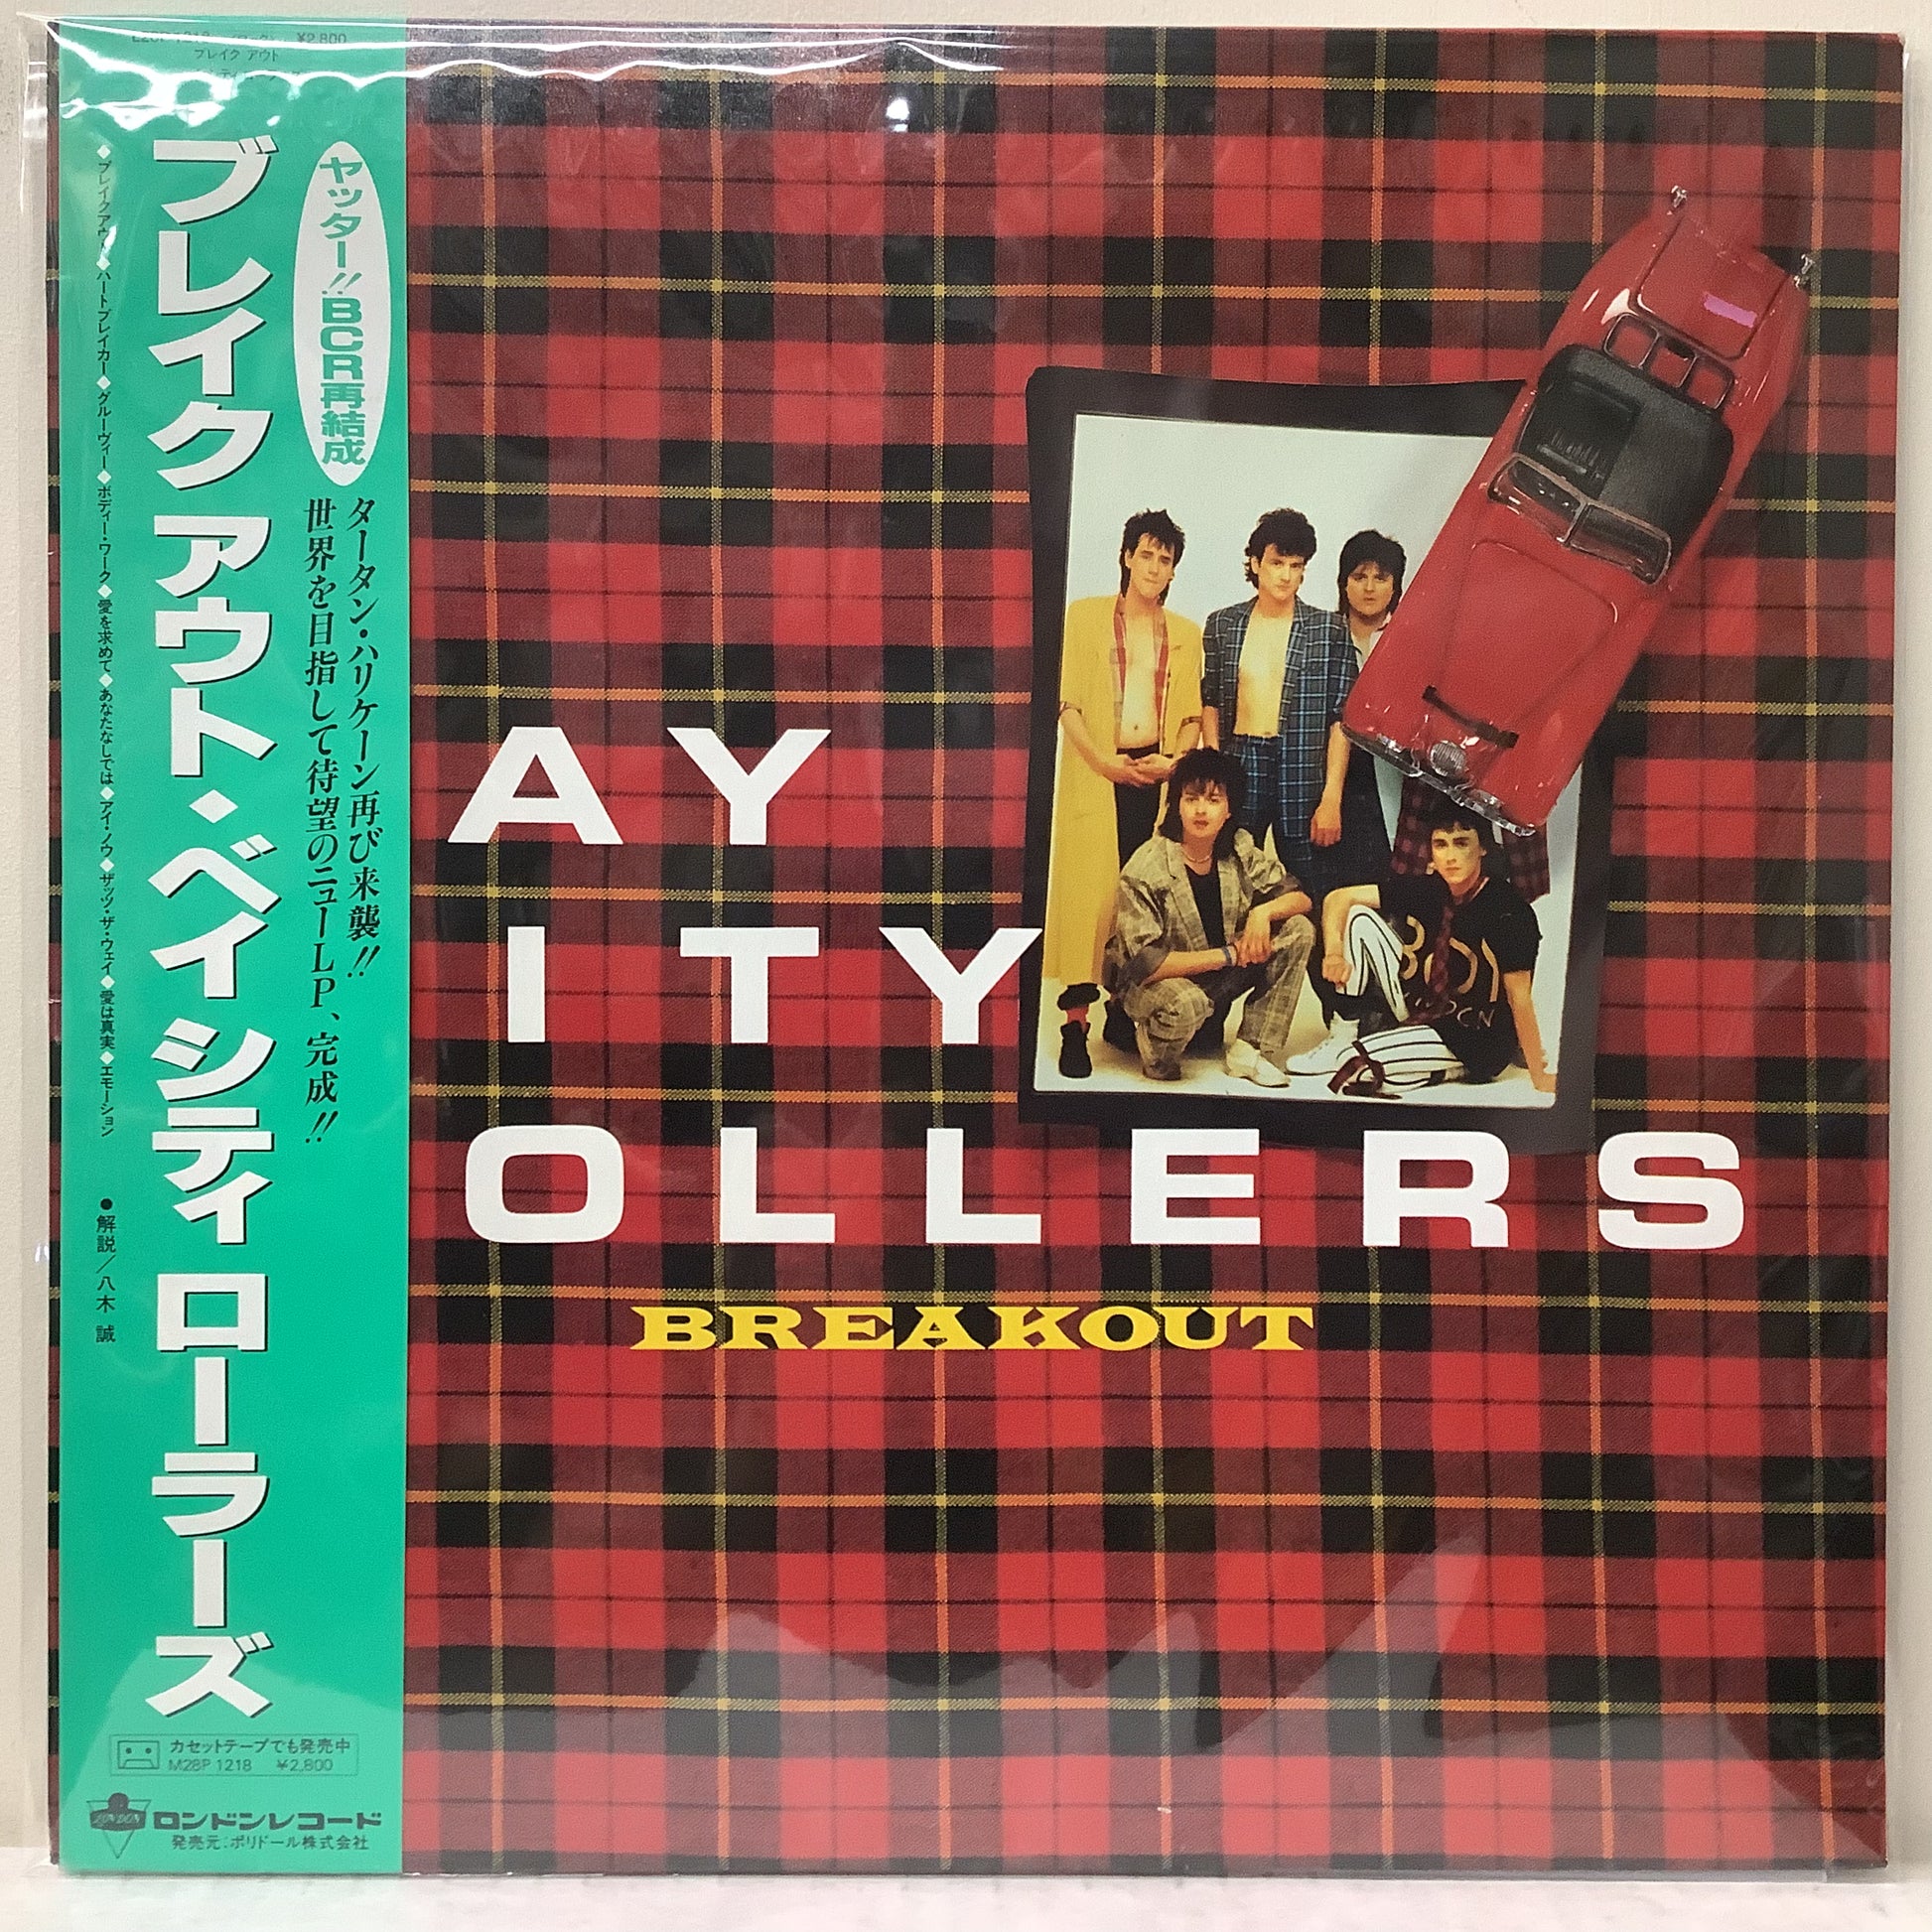 ¥2,800
ブレイク アウト
ヤッター!!BCR再結成
タータン・ハリケーン再び来襲!!
世界を目指して待望のニューLP、完成!!
ブレイク アウト・ベイ シティ ローラーズ
◆ブレイクアウト◆ハートブレイカー◆グルーヴィー◆ボディー・ワーク◆愛を求めて◆あなたなしでは◆アイ・ノウ◆ザッツ・ザ・ウェイ◆愛は真実◆エモーション
●解説/八木 誠
カセットテープでも発売中
M28P 1218 ¥2,800
LONDON
ロンドンレコード
発売元:ポリドール株式会社
AY
ITY
OLLERS
BREAKOUT
BOY